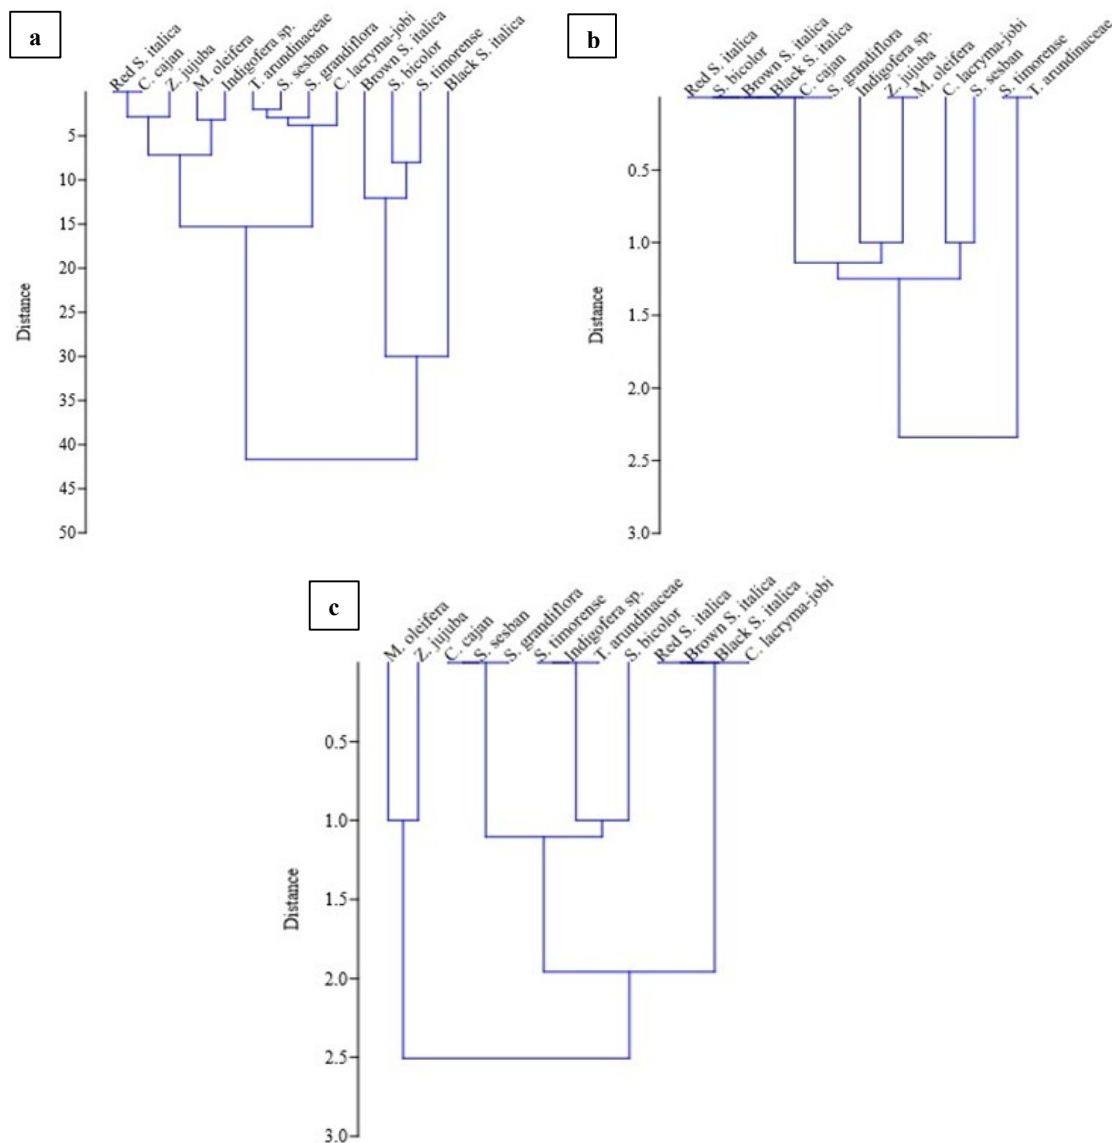 a
Red S. italica
C. cajan
Z. jujuba
M. oleifera
Indigofera sp.
T. arundinaceae
S. sesban
S. grandiflora
C. lacryma-jobi
Brown S. italica
S. bicolor
S. timorense
Black S. italica
5
10
15
20
25
30
35
40
45
50
Distance
b
Red S. italica
S. bicolor
Brown S. italica
Black S. italica
C. cajan
S. grandiflora
Indigofera sp.
Z. jujuba
M. oleifera
C. lacryma-jobi
S. sesban
S. timorense
T. arundinaceae
0.5
1.0
1.5
2.0
2.5
3.0
Distance
c
M. oleifera
Z. jujuba
C. cajan
S. sesban
S. grandiflora
S. timorense
Indigofera sp.
T. arundinaceae
S. bicolor
Red S. italica
Brown S. italica
Black S. italica
C. lacryma-jobi
0.5
1.0
1.5
2.0
2.5
3.0
Distance